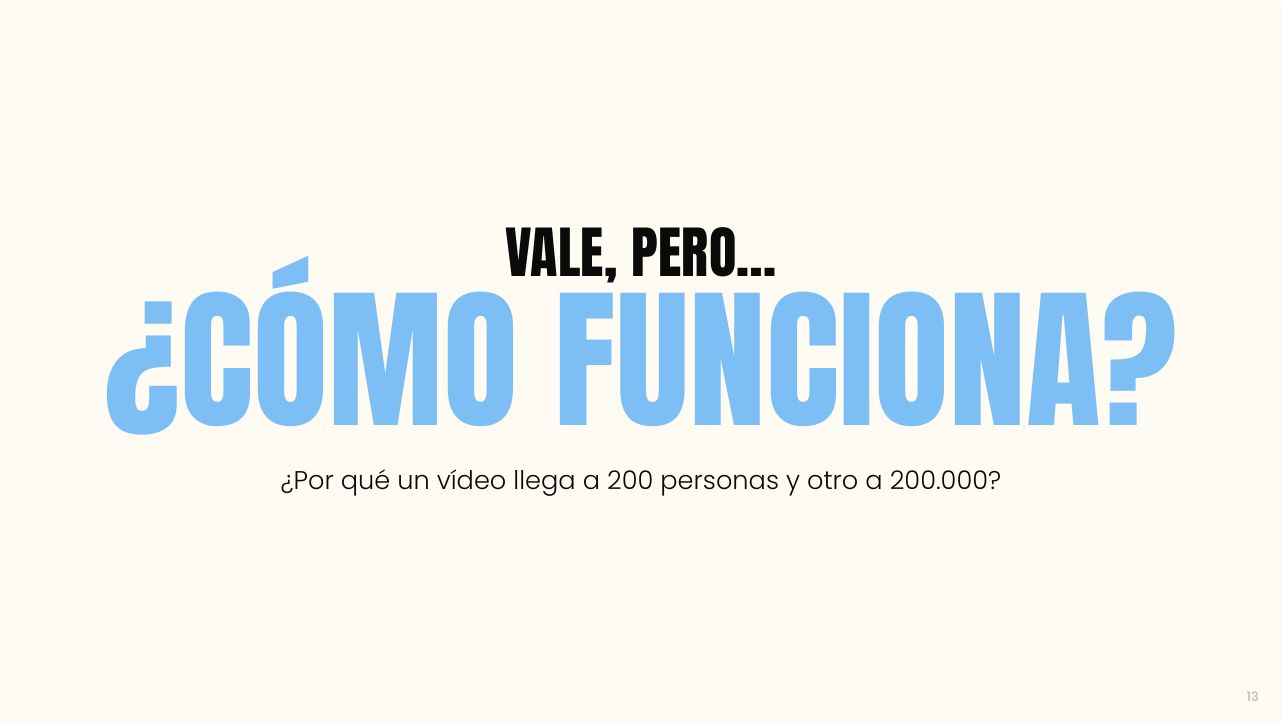 VALE, PERO...
¿CÓMO FUNCIONA?
¿Por qué un vídeo llega a 200 personas y otro a 200.000?
13